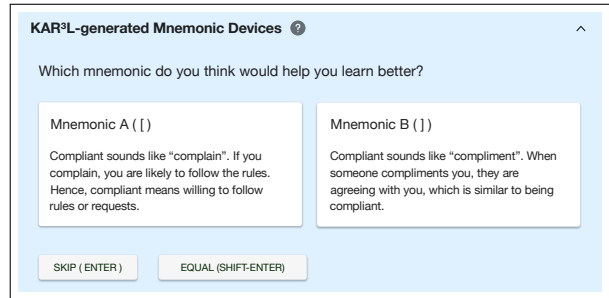 KAR³L-generated Mnemonic Devices ?
Which mnemonic do you think would help you learn better?
Mnemonic A ( [ )
Compliant sounds like “complain”. If you
complain, you are likely to follow the rules.
Hence, compliant means willing to follow
rules or requests.
Mnemonic B ( ] )
Compliant sounds like “compliment”. When
someone compliments you, they are
agreeing with you, which is similar to being
compliant.
SKIP ( ENTER )
EQUAL (SHIFT-ENTER)